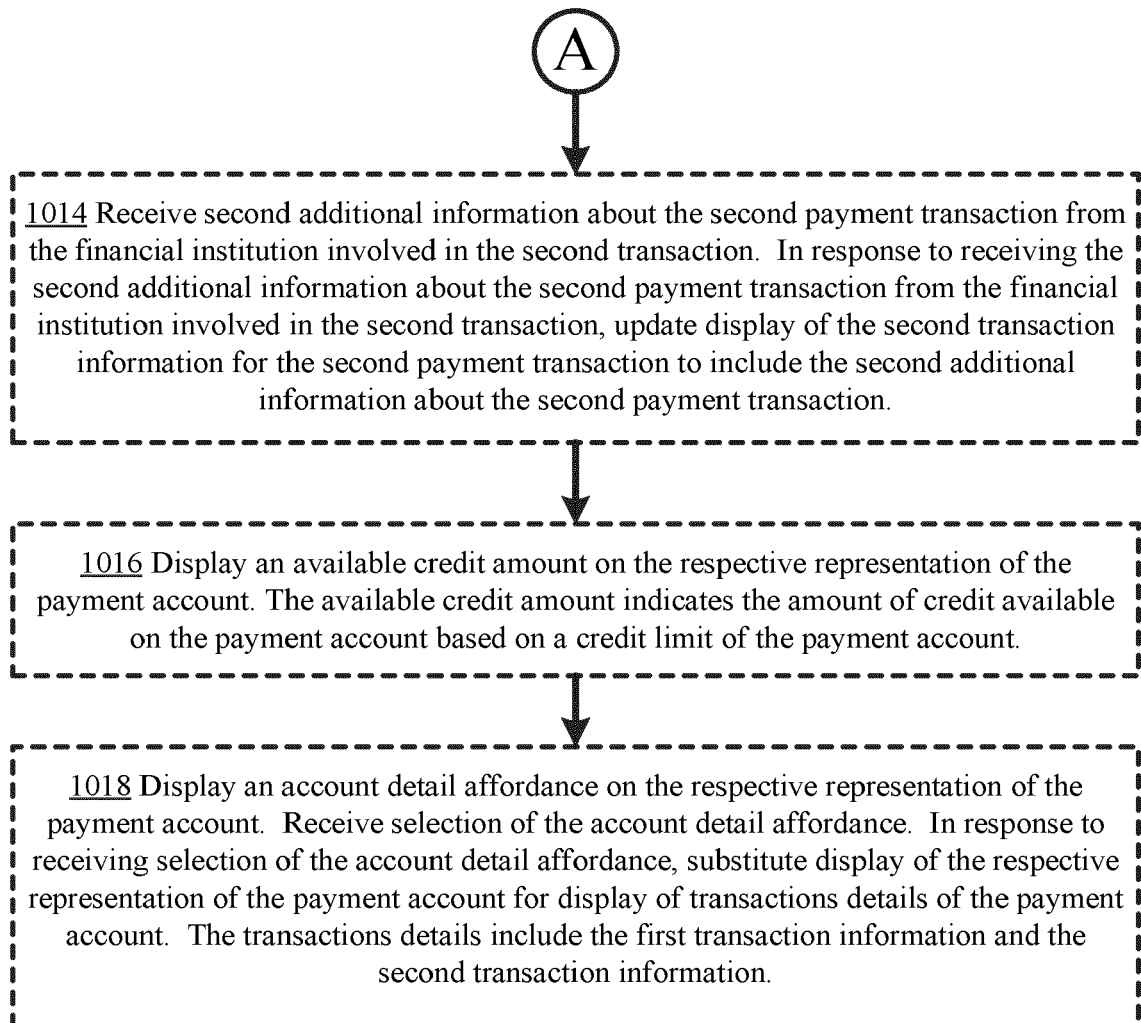 A
1014 Receive second additional information about the second payment transaction from
the financial institution involved in the second transaction. In response to receiving the
second additional information about the second payment transaction from the financial
institution involved in the second transaction, update display of the second transaction
information for the second payment transaction to include the second additional
information about the second payment transaction.
1016 Display an available credit amount on the respective representation of the
payment account. The available credit amount indicates the amount of credit available
on the payment account based on a credit limit of the payment account.
1018 Display an account detail affordance on the respective representation of the
payment account. Receive selection of the account detail affordance. In response to
receiving selection of the account detail affordance, substitute display of the respective
representation of the payment account for display of transactions details of the payment
account. The transactions details include the first transaction information and the
second transaction information.